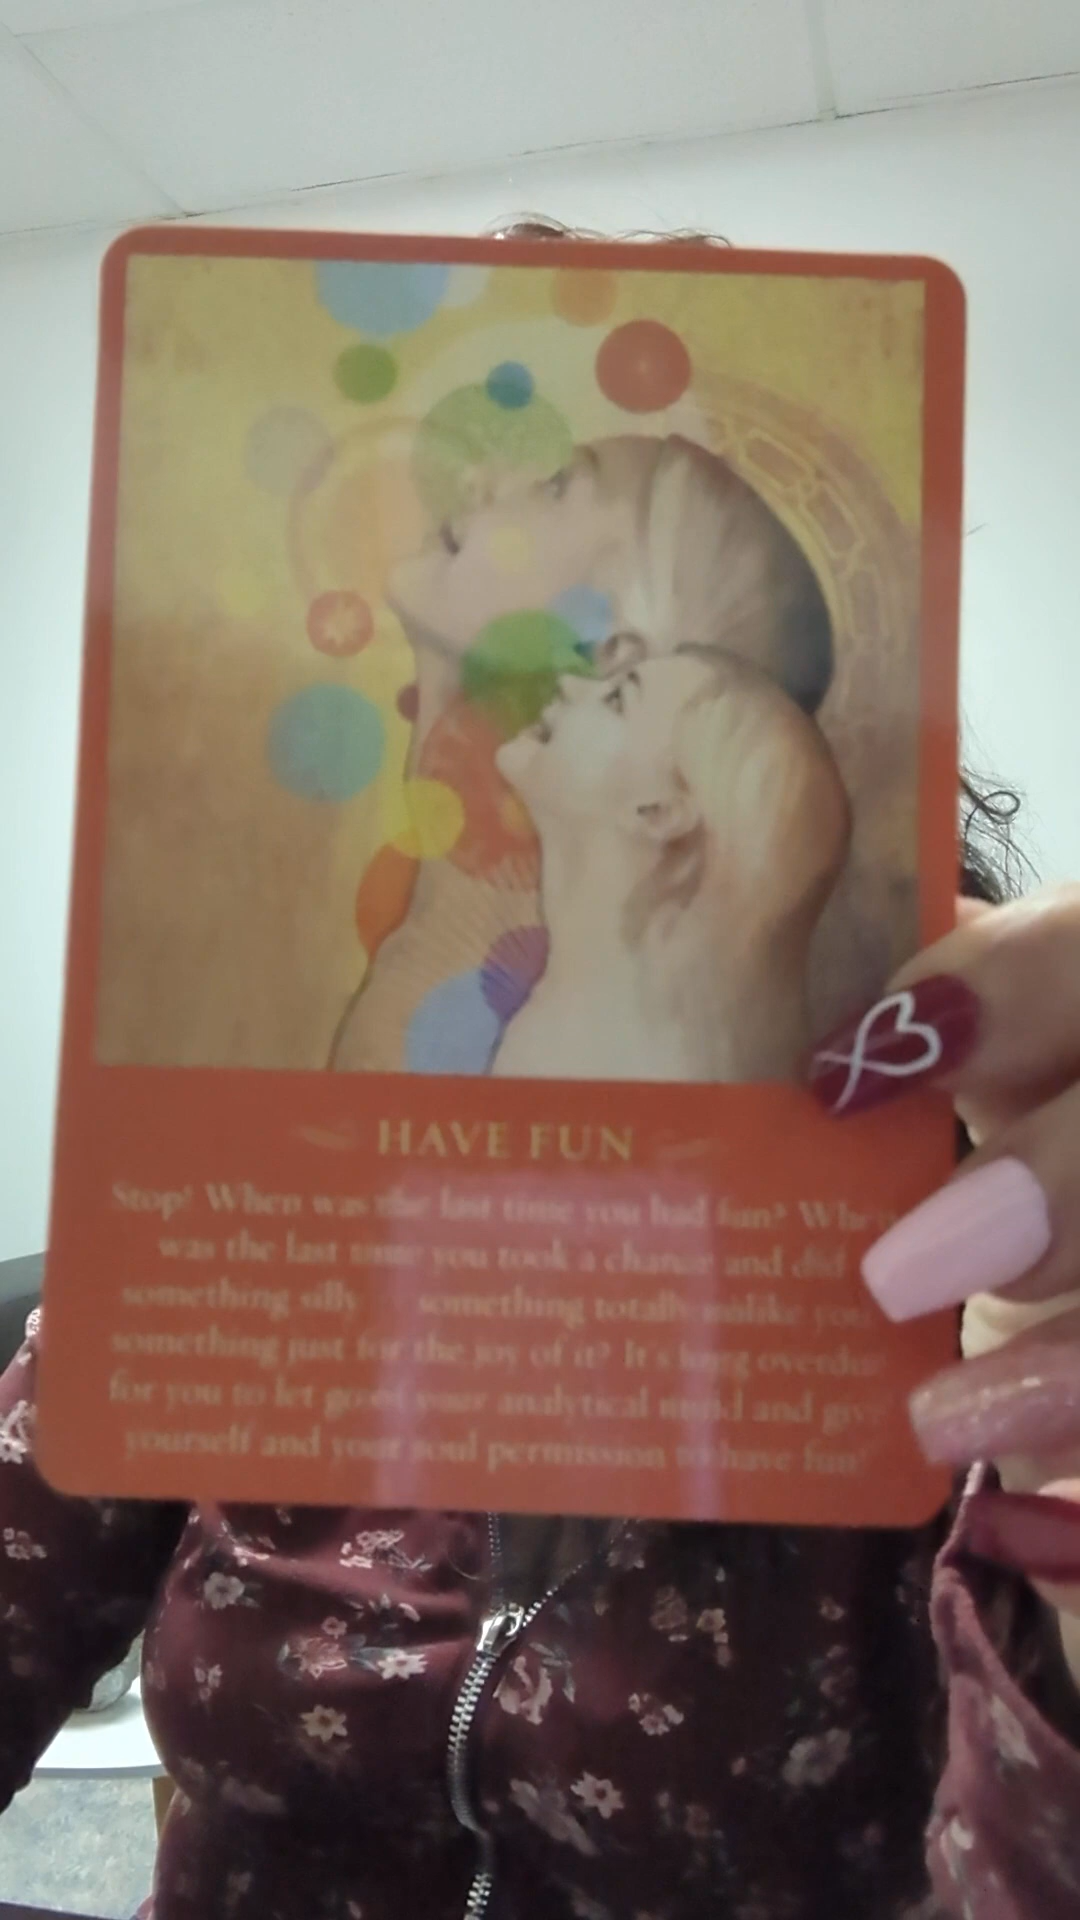 HAVE FUN
Stop! When was the last time you had fun? When
was the last time you took a chance and did
something silly something totally unlike you
something just for the joy of it? It's long overdue
for you to let go of your analytical mind and give
yourself and your soul permission to have fun!